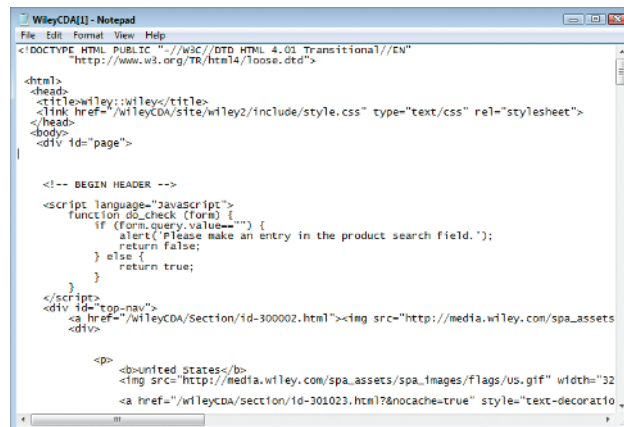 WileyCDA[1] - Notepad
File Edit Format View Help
<!DOCTYPE HTML PUBLIC "-//W3C//DTD HTML 4.01 Transitional//EN"
"http://www.w3.org/TR/html4/loose.dtd">
<html>
<head>
<title>Wiley::Wiley</title>
<link href="/WileyCDA/site/wiley2/include/style.css" type="text/css" rel="stylesheet">
</head>
<body>
<div id="page">
<!-- BEGIN HEADER -->
<script language="JavaScript">
function do_check (form) {
if (form.query.value=="") {
alert('Please make an entry in the product search field.');
return false;
} else {
return true;
}
}
</script>
<div id="top-nav">
<a href="/WileyCDA/Section/id-300002.html"><img src="http://media.wiley.com/spa_assets
<div>
<p>
<b>United States</b>
<img src="http://media.wiley.com/spa_assets/spa_images/flags/us.gif" width="32
<a href="/WileyCDA/Section/id-301023.html?&nocache=true" style="text-decoratio